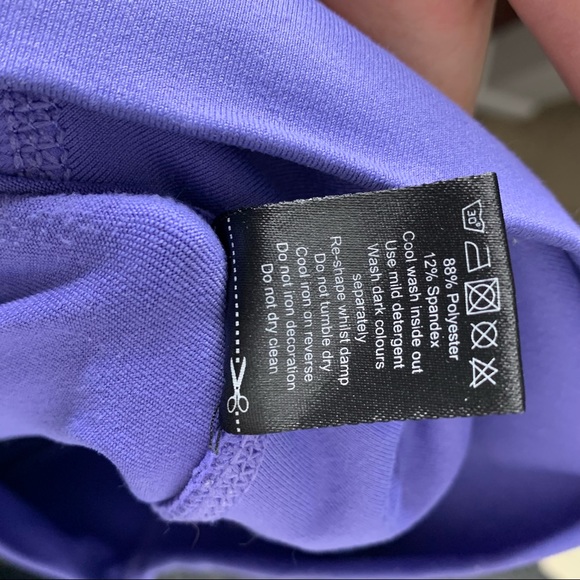 30°
88% Polyester
12% Spandex
Cool wash inside out
Use mild detergent
Wash dark colours
separately
Re-shape whilst damp
Do not tumble dry
Cool iron on reverse
Do not iron decoration
Do not dry clean